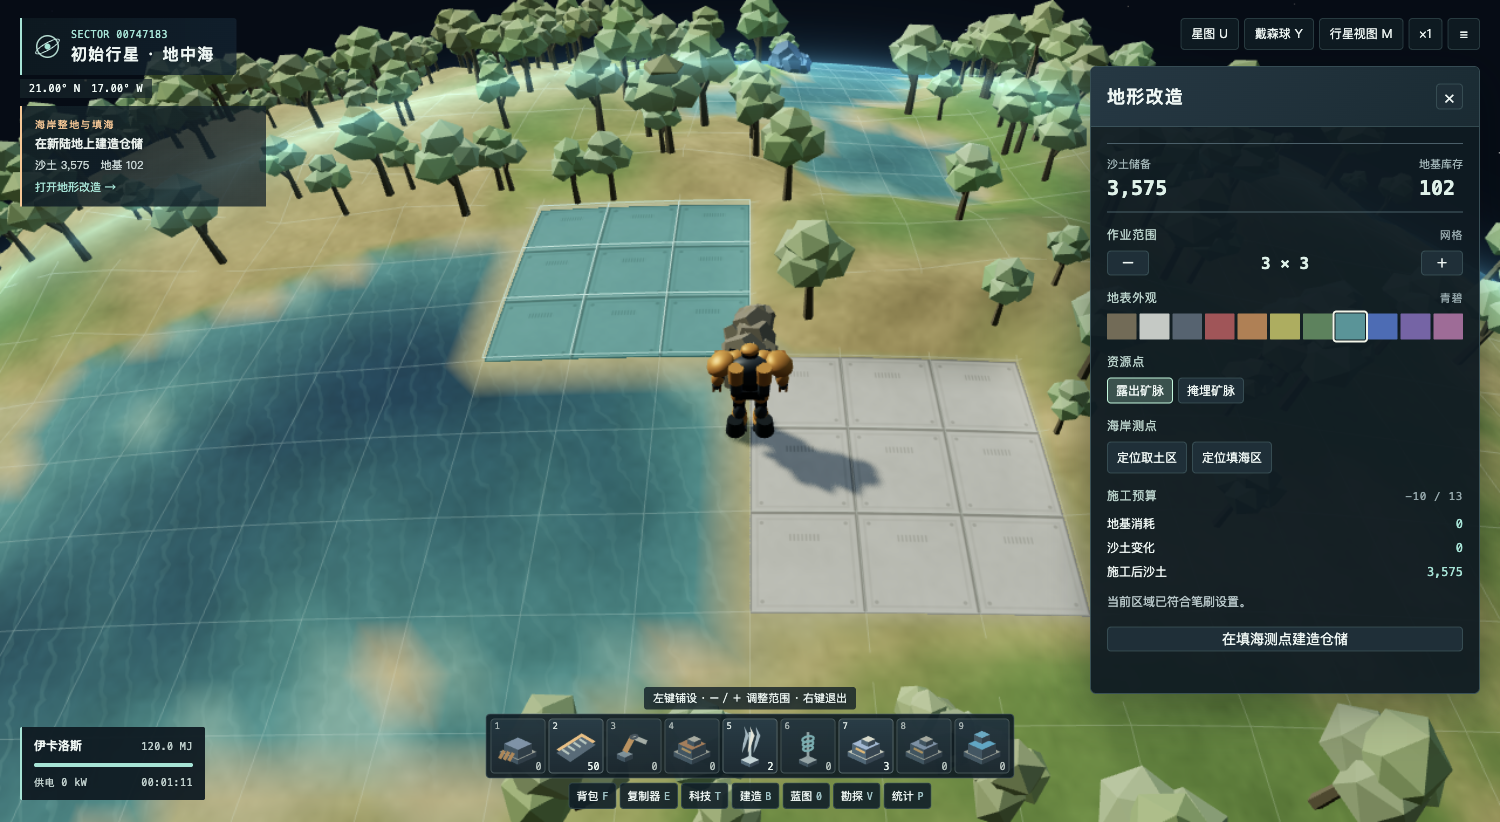 SECTOR 00747183
初始行星 · 地中海
21.00° N 17.00° W
海岸整地与填海
在新陆地上建造仓储
沙土 3,575 地基 102
打开地形改造 →
星图 U
戴森球 Y
行星视图 M
×1
≡
地形改造
×
沙土储备
地基库存
3,575
102
作业范围
网格
−
3 × 3
+
地表外观
青碧
资源点
露出矿脉
掩埋矿脉
海岸测点
定位取土区
定位填海区
施工预算
−10 / 13
地基消耗
0
沙土变化
0
施工后沙土
3,575
当前区域已符合笔刷设置。
在填海测点建造仓储
左键铺设 · − / + 调整范围 · 右键退出
1
0
2
50
3
0
4
0
5
2
6
0
7
3
8
0
9
0
背包 F
复制器 E
科技 T
建造 B
蓝图 0
勘探 V
统计 P
伊卡洛斯
120.0 MJ
供电 0 kW
00:01:11